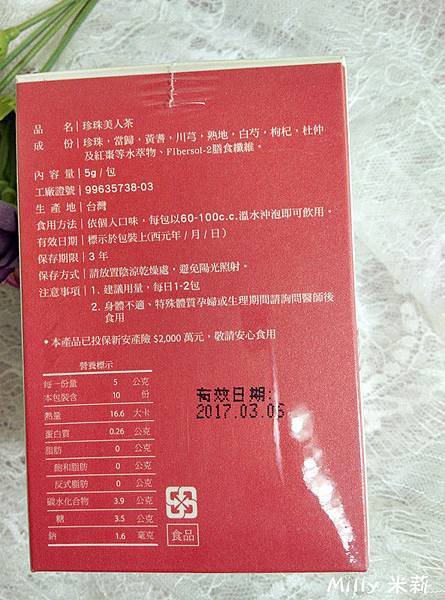 品　　名｜珍珠美人茶
成　　份｜珍珠，當歸，黃耆，川芎，熟地，白芍，枸杞，杜仲
及紅棗等水萃物、Fibersol-2膳食纖維。
內 容 量｜5g/包
工廠證號｜99635738-03
生 產 地｜台灣
食用方法｜依個人口味，每包以60-100c.c.溫水沖泡即可飲用。
有效日期｜標示於包裝上(西元年/月/日)
保存期限｜3 年
保存方式｜請放置陰涼乾燥處，避免陽光照射。
注意事項｜1. 建議用量，每日1-2包
2. 身體不適、特殊體質孕婦或生理期間請詢問醫師後
食用
•本產品已投保新安產險 $2,000 萬元，敬請安心食用
營養標示
每一份量 5 公克
本包裝含 10 份
熱量 16.6 大卡
蛋白質 0.26 公克
脂肪 0 公克
飽和脂肪 0 公克
反式脂肪 0 公克
碳水化合物 3.9 公克
糖 3.5 公克
鈉 1.6 毫克
有效日期:
2017.03.06
食品
Milly 米新